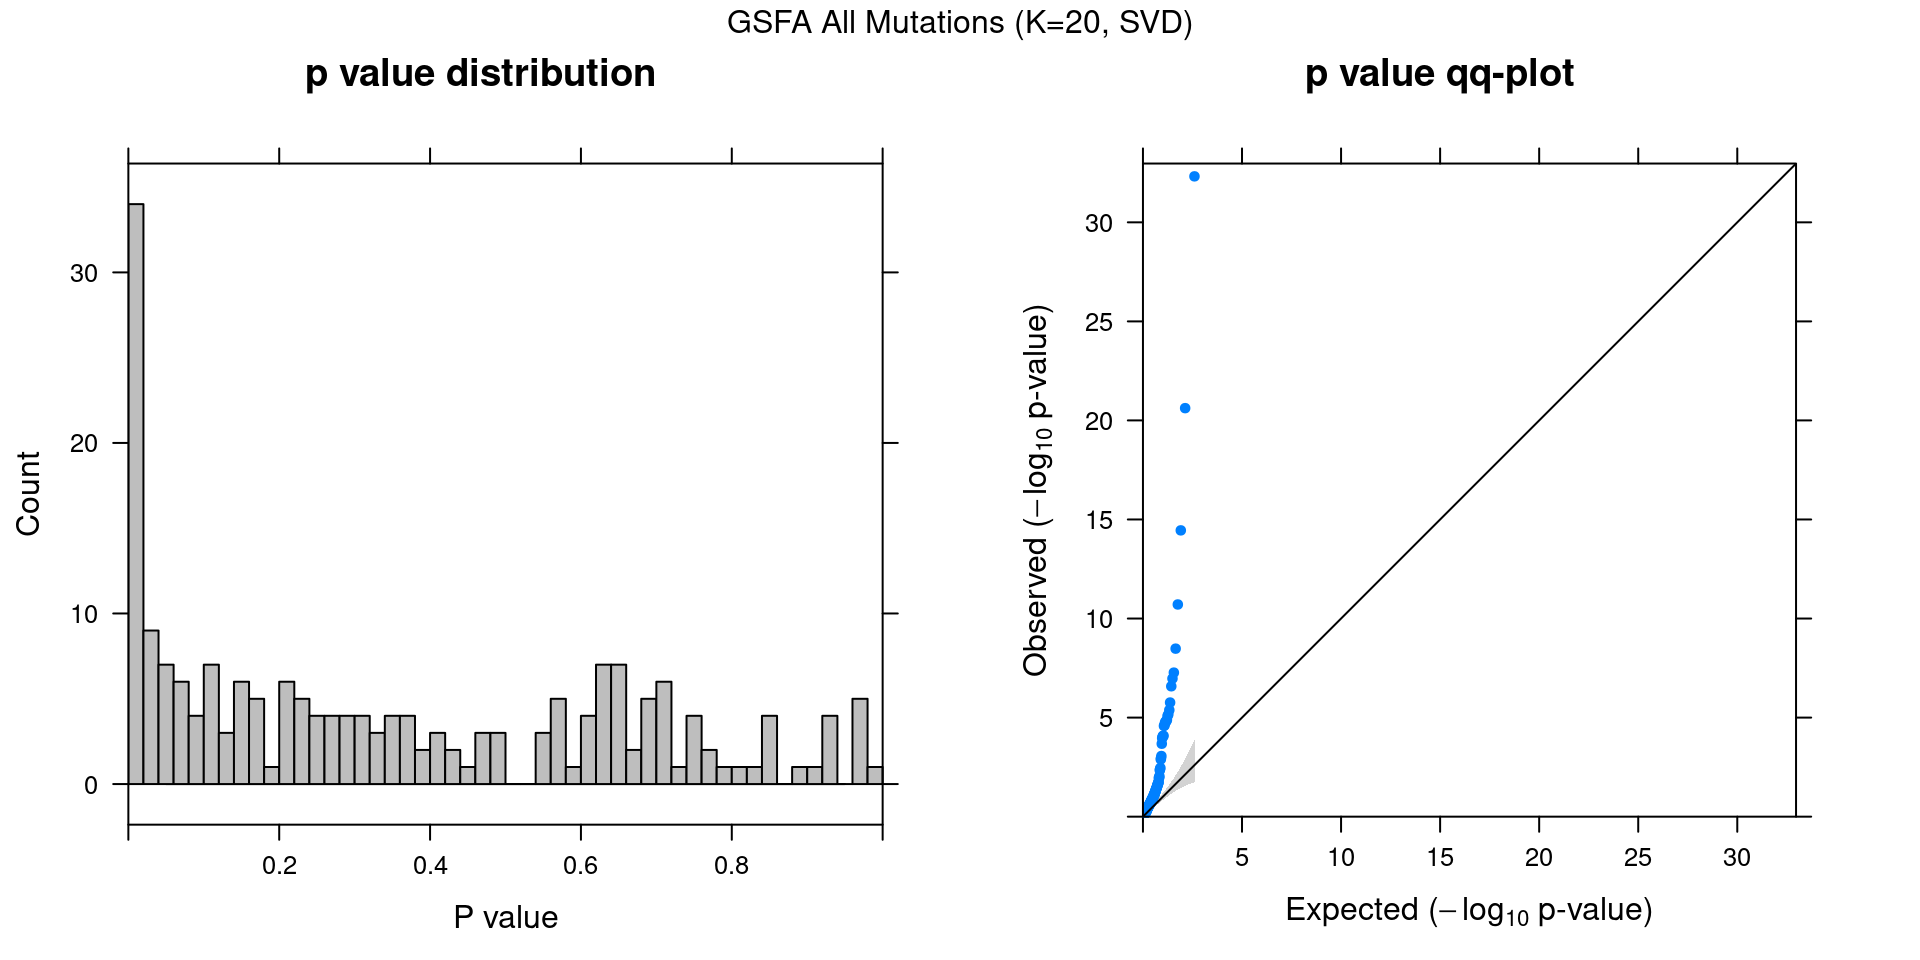 GSFA All Mutations (K=20, SVD)
p value distribution
Count
30
20
10
0
0.2 0.4 0.6 0.8
P value
p value qq-plot
Observed (−log10 p-value)
30
25
20
15
10
5
5 10 15 20 25 30
Expected (−log10 p-value)